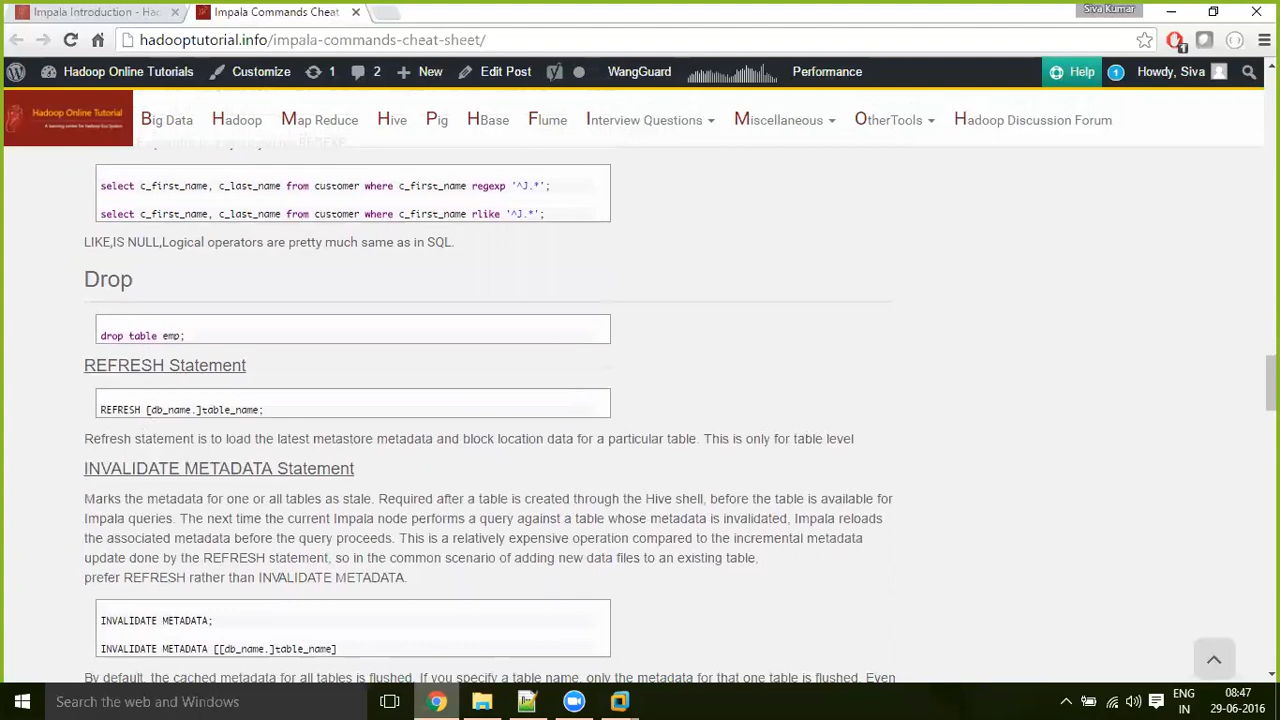 Impala Introduction - Had
Impala Commands Cheat
Siva Kumar
hadooptutorial.info/impala-commands-cheat-sheet/
1
Hadoop Online Tutorials
Customize
1
2
New
Edit Post
WangGuard
Performance
Help
1
Howdy, Siva
Hadoop Online Tutorial
Big Data
Hadoop
Map Reduce
Hive
Pig
HBase
Flume
Interview Questions
Miscellaneous
OtherTools
Hadoop Discussion Forum
select c_first_name, c_last_name from customer where c_first_name regexp '^J.*';
select c_first_name, c_last_name from customer where c_first_name rlike '^J.*';
LIKE,IS NULL,Logical operators are pretty much same as in SQL.
Drop
drop table emp;
REFRESH Statement
REFRESH [db_name.]table_name;
Refresh statement is to load the latest metastore metadata and block location data for a particular table. This is only for table level
INVALIDATE METADATA Statement
Marks the metadata for one or all tables as stale. Required after a table is created through the Hive shell, before the table is available for
Impala queries. The next time the current Impala node performs a query against a table whose metadata is invalidated, Impala reloads
the associated metadata before the query proceeds. This is a relatively expensive operation compared to the incremental metadata
update done by the REFRESH statement, so in the common scenario of adding new data files to an existing table,
prefer REFRESH rather than INVALIDATE METADATA.
INVALIDATE METADATA;
INVALIDATE METADATA [[db_name.]table_name]
By default, the cached metadata for all tables is flushed. If you specify a table name, only the metadata for that one table is flushed. Even
Search the web and Windows
ENG
IN
08:47
29-06-2016